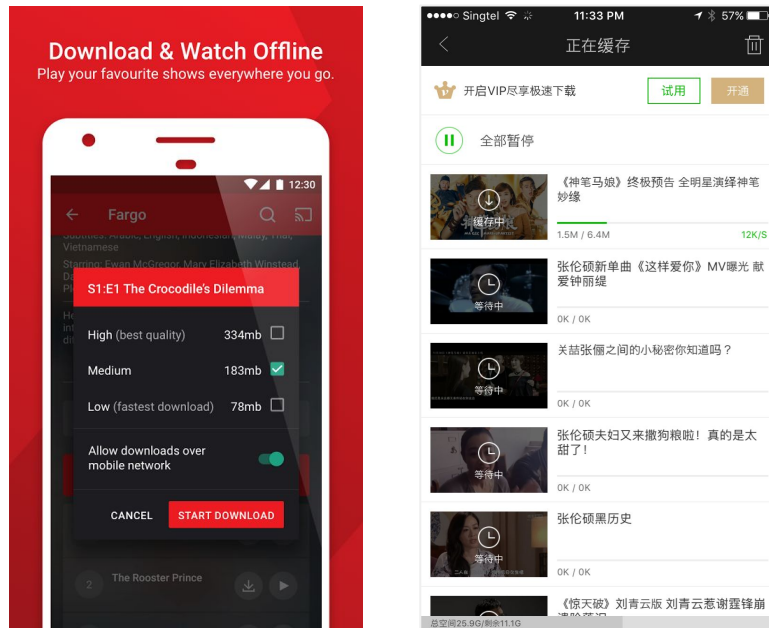 Download & Watch Offline
Play your favourite shows everywhere you go.
12:30
Fargo
Subtitles: Arabic, English, Indonesian, Malay, Thai,
Vietnamese
Starring: Ewan McGregor, Mary Elizabeth Winstead,
S1:E1 The Crocodile's Dilemma
High (best quality) 334mb
Medium 183mb
Low (fastest download) 78mb
Allow downloads over
mobile network
CANCEL START DOWNLOAD
2 The Rooster Prince
Singtel 11:33 PM 57%
正在缓存
开启VIP尽享极速下载 试用 开通
全部暂停
缓存中
《神笔马娘》终极预告 全明星演绎神笔
妙缘
1.5M / 6.4M 12K/S
等待中
张伦硕新单曲《这样爱你》MV曝光 献
爱钟丽缇
0K / 0K
等待中
关喆张俪之间的小秘密你知道吗？
0K / 0K
等待中
张伦硕夫妇又来撒狗粮啦！真的是太
甜了！
0K / 0K
等待中
张伦硕黑历史
0K / 0K
《惊天破》刘青云版 刘青云惹谢霆锋崩
总空间25.9G/剩余11.1G